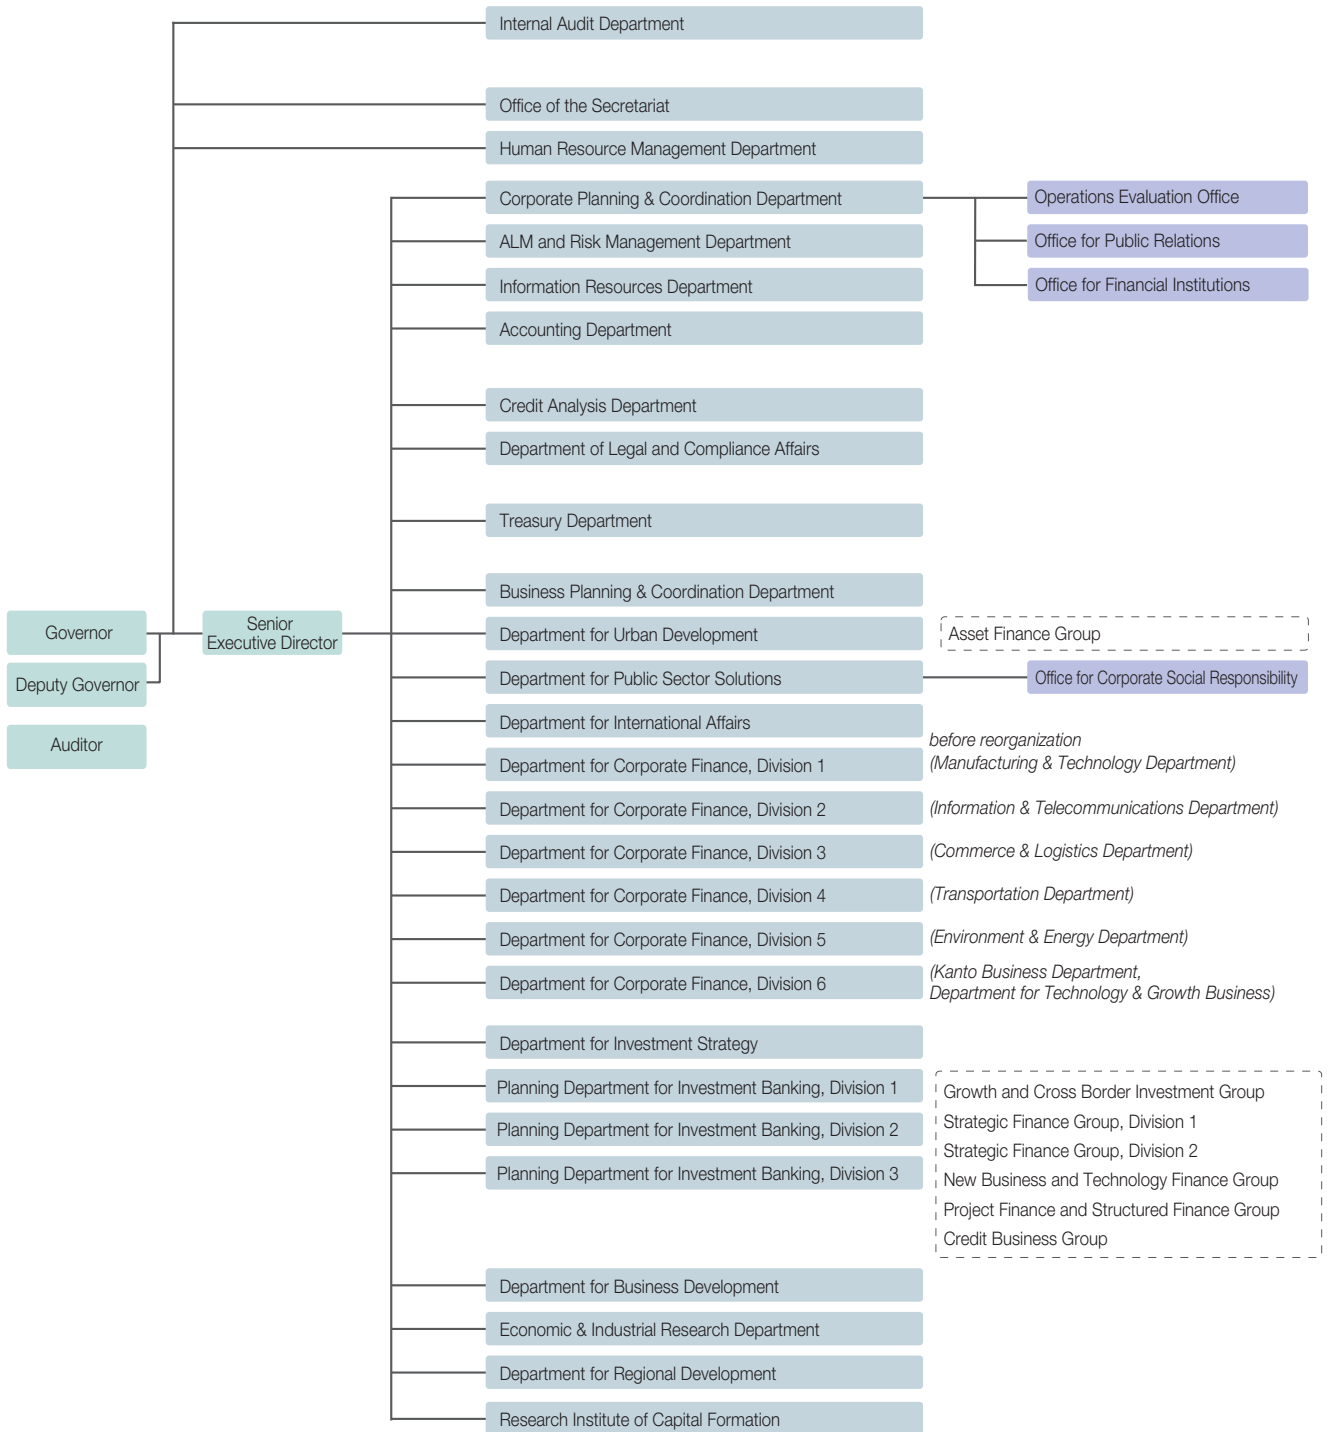 Internal Audit Department
Office of the Secretariat
Human Resource Management Department
Corporate Planning & Coordination Department
Operations Evaluation Office
ALM and Risk Management Department
Office for Public Relations
Information Resources Department
Office for Financial Institutions
Accounting Department
Credit Analysis Department
Department of Legal and Compliance Affairs
Treasury Department
Business Planning & Coordination Department
Governor
Senior
Executive Director
Department for Urban Development
Asset Finance Group
Deputy Governor
Department for Public Sector Solutions
Office for Corporate Social Responsibility
Auditor
Department for International Affairs
before reorganization
Department for Corporate Finance, Division 1
(Manufacturing & Technology Department)
Department for Corporate Finance, Division 2
(Information & Telecommunications Department)
Department for Corporate Finance, Division 3
(Commerce & Logistics Department)
Department for Corporate Finance, Division 4
(Transportation Department)
Department for Corporate Finance, Division 5
(Environment & Energy Department)
Department for Corporate Finance, Division 6
(Kanto Business Department,
Department for Technology & Growth Business)
Department for Investment Strategy
Planning Department for Investment Banking, Division 1
Planning Department for Investment Banking, Division 2
Planning Department for Investment Banking, Division 3
Growth and Cross Border Investment Group
Strategic Finance Group, Division 1
Strategic Finance Group, Division 2
New Business and Technology Finance Group
Project Finance and Structured Finance Group
Credit Business Group
Department for Business Development
Economic & Industrial Research Department
Department for Regional Development
Research Institute of Capital Formation